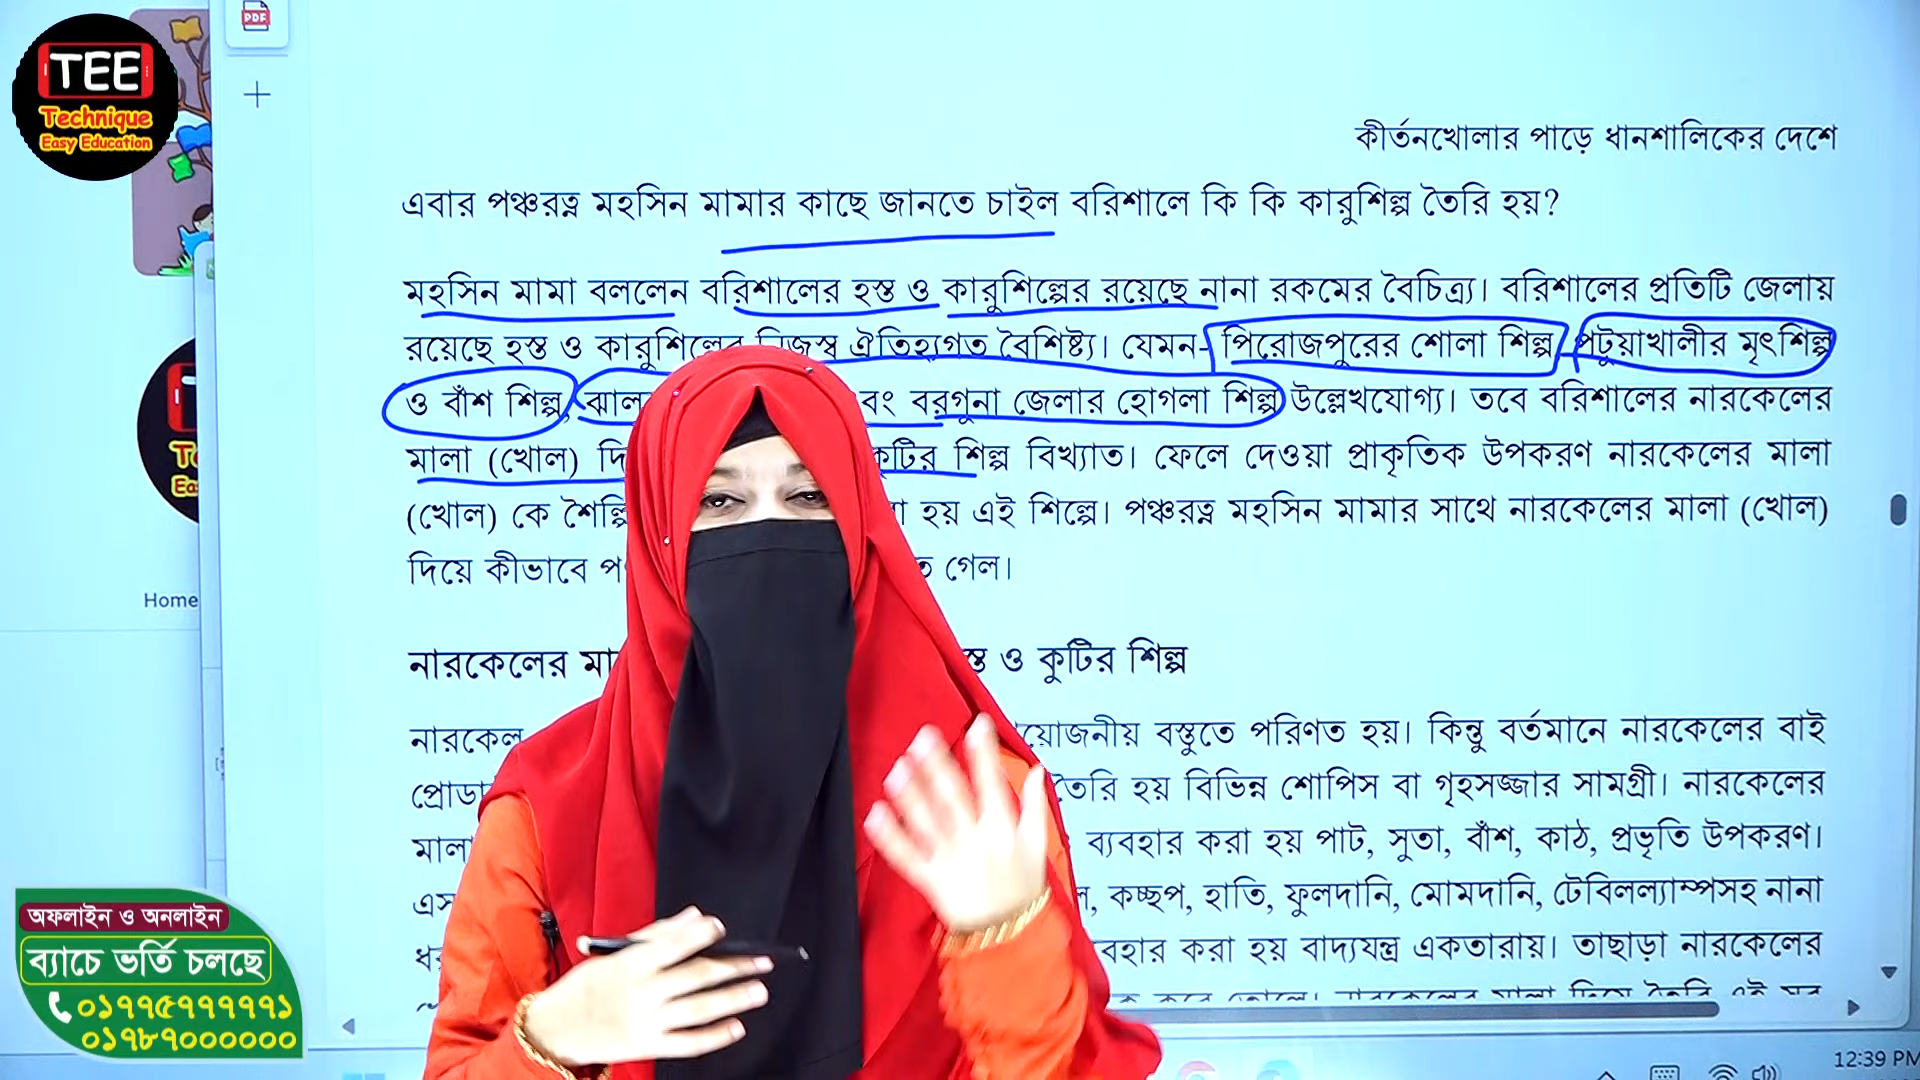 TEE
Technique
Easy Education
কীর্তনখোলার পাড়ে ধানশালিকের দেশে
এবার পঞ্চরত্ন মহসিন মামার কাছে জানতে চাইল বরিশালে কি কি কারুশিল্প তৈরি হয়?
মহসিন মামা বললেন বরিশালের হস্ত ও কারুশিল্পের রয়েছে নানা রকমের বৈচিত্র্য। বরিশালের প্রতিটি জেলায়
রয়েছে হস্ত ও কারুশিল্পের নিজস্ব ঐতিহ্যগত বৈশিষ্ট্য। যেমন- পিরোজপুরের শোলা শিল্প, পটুয়াখালীর মৃৎশিল্প
ও বাঁশ শিল্প, বরগুনা জেলার হোগলা শিল্প উল্লেখযোগ্য। তবে বরিশালের নারকেলের
মালা (খোল) কুটির শিল্প বিখ্যাত। ফেলে দেওয়া প্রাকৃতিক উপকরণ নারকেলের মালা
(খোল) কে হয় এই শিল্পে। পঞ্চরত্ন মহসিন মামার সাথে নারকেলের মালা (খোল)
দিয়ে কীভাবে গেল।
নারকেলের ও কুটির শিল্প
নারকেল বস্তুতে পরিণত হয়। কিন্তু বর্তমানে নারকেলের বাই
তৈরি হয় বিভিন্ন শোপিস বা গৃহসজ্জার সামগ্রী। নারকেলের
ব্যবহার করা হয় পাট, সুতা, বাঁশ, কাঠ, প্রভৃতি উপকরণ।
কচ্ছপ, হাতি, ফুলদানি, মোমদানি, টেবিলল্যাম্পসহ নানা
করা হয় বাদ্যযন্ত্র একতারায়। তাছাড়া নারকেলের
Home
অফলাইন ও অনলাইন
ব্যাচে ভর্তি চলছে
০১৭৭৫৭৭৭৭৭১
০১৭৮৭০০০০০০
12:39 PM